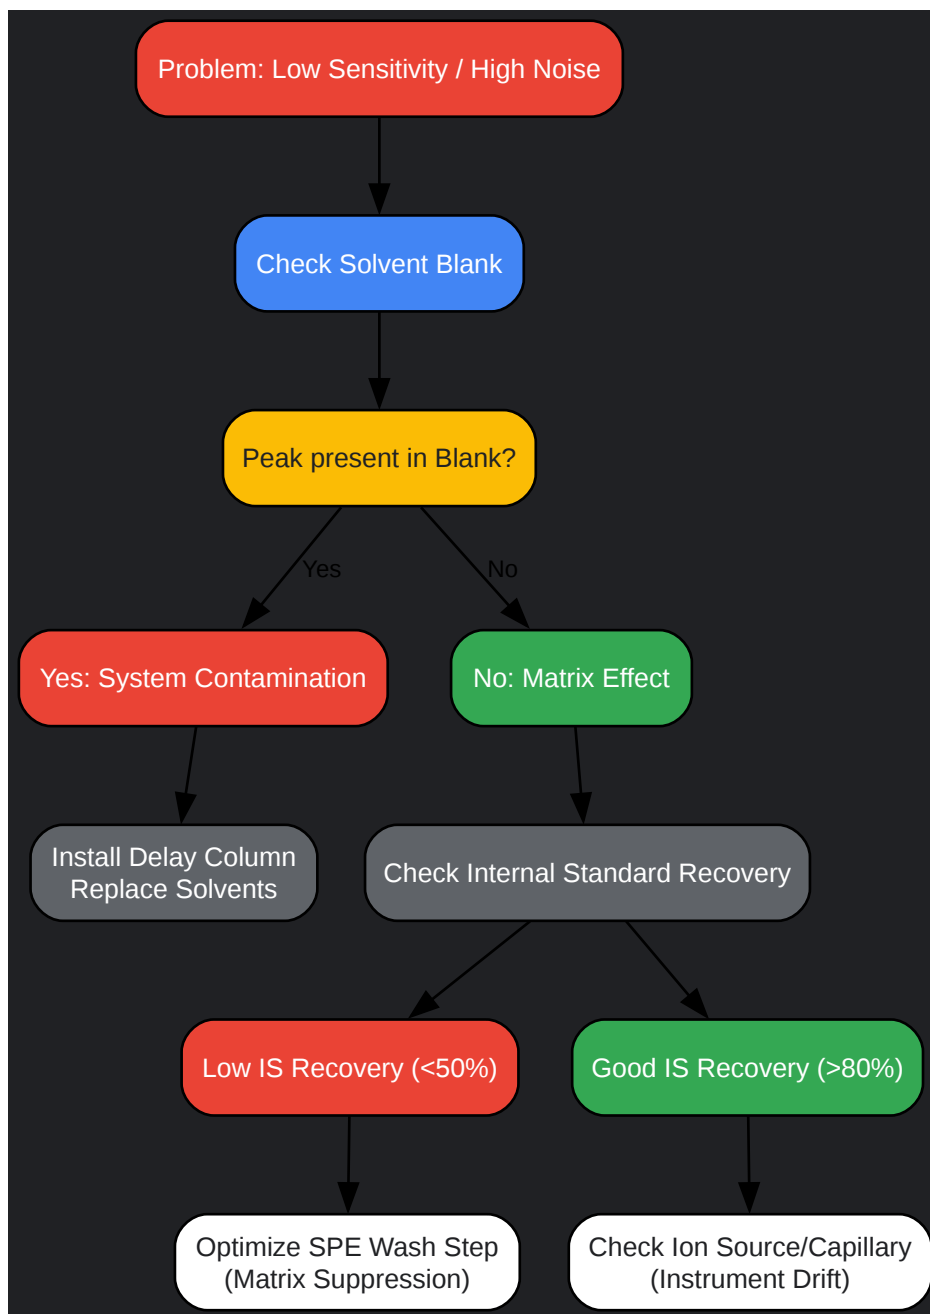 Problem: Low Sensitivity / High Noise
Check Solvent Blank
Peak present in Blank?
Yes
No
Yes: System Contamination
No: Matrix Effect
Install Delay Column
Replace Solvents
Check Internal Standard Recovery
Low IS Recovery (<50%)
Good IS Recovery (>80%)
Optimize SPE Wash Step
(Matrix Suppression)
Check Ion Source/Capillary
(Instrument Drift)